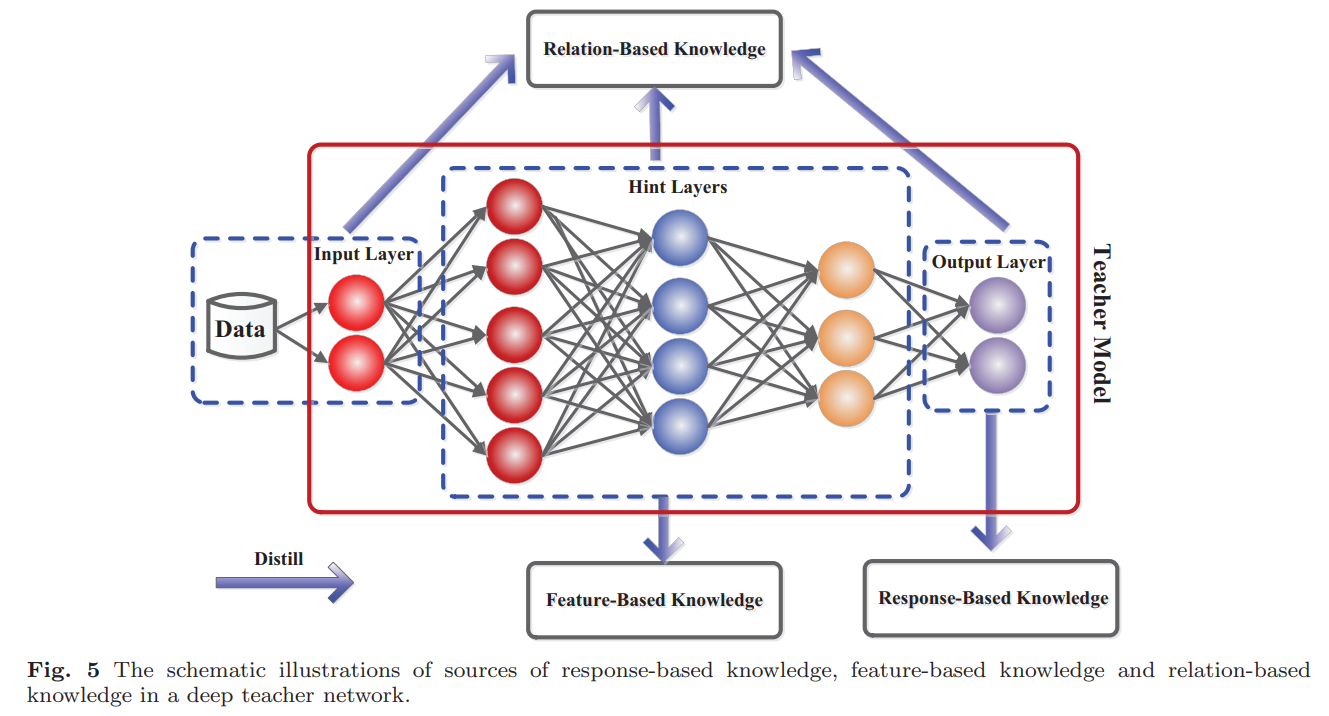 Relation-Based Knowledge
Hint Layers
Input Layer
Output Layer
Data
Teacher Model
Distill
Feature-Based Knowledge
Response-Based Knowledge
Fig. 5 The schematic illustrations of sources of response-based knowledge, feature-based knowledge and relation-based
knowledge in a deep teacher network.